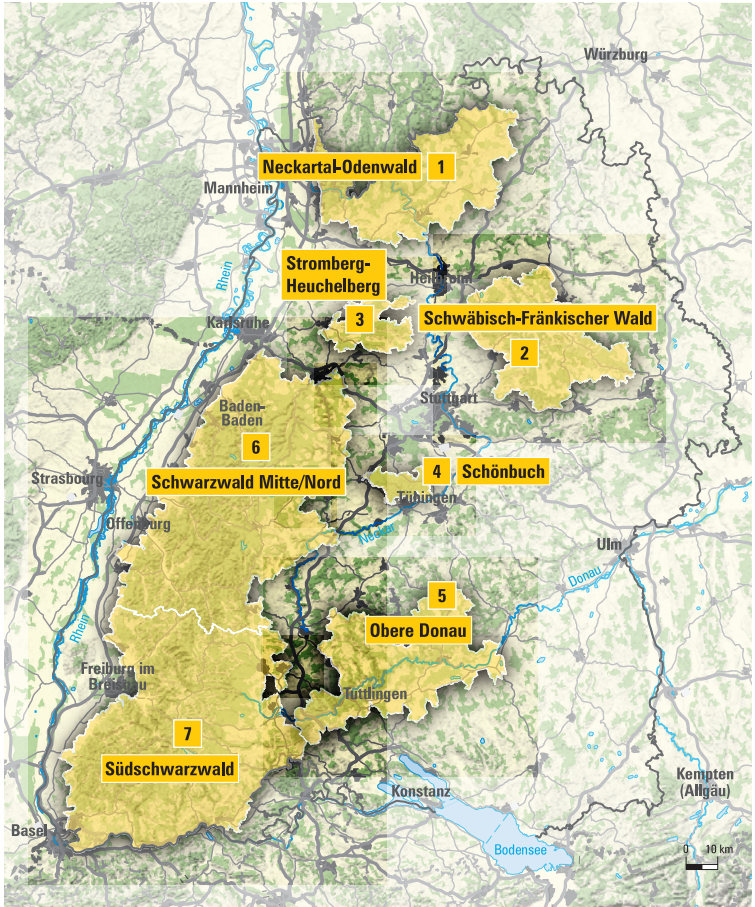 Würzburg
Neckartal-Odenwald
1
Mannheim
Rhein
Stromberg-
Heuchelberg
3
Heilbronn
Karlsruhe
Schwäbisch-Fränkischer Wald
2
Stuttgart
Baden-
Baden
6
Schwarzwald Mitte/Nord
Strasbourg
4
Schönbuch
Tübingen
Offenburg
Neckar
Ulm
Donau
5
Obere Donau
Rhein
Freiburg im
Breisgau
Tuttlingen
7
Südschwarzwald
Konstanz
Kempten
(Allgäu)
Basel
Bodensee
0 10 km